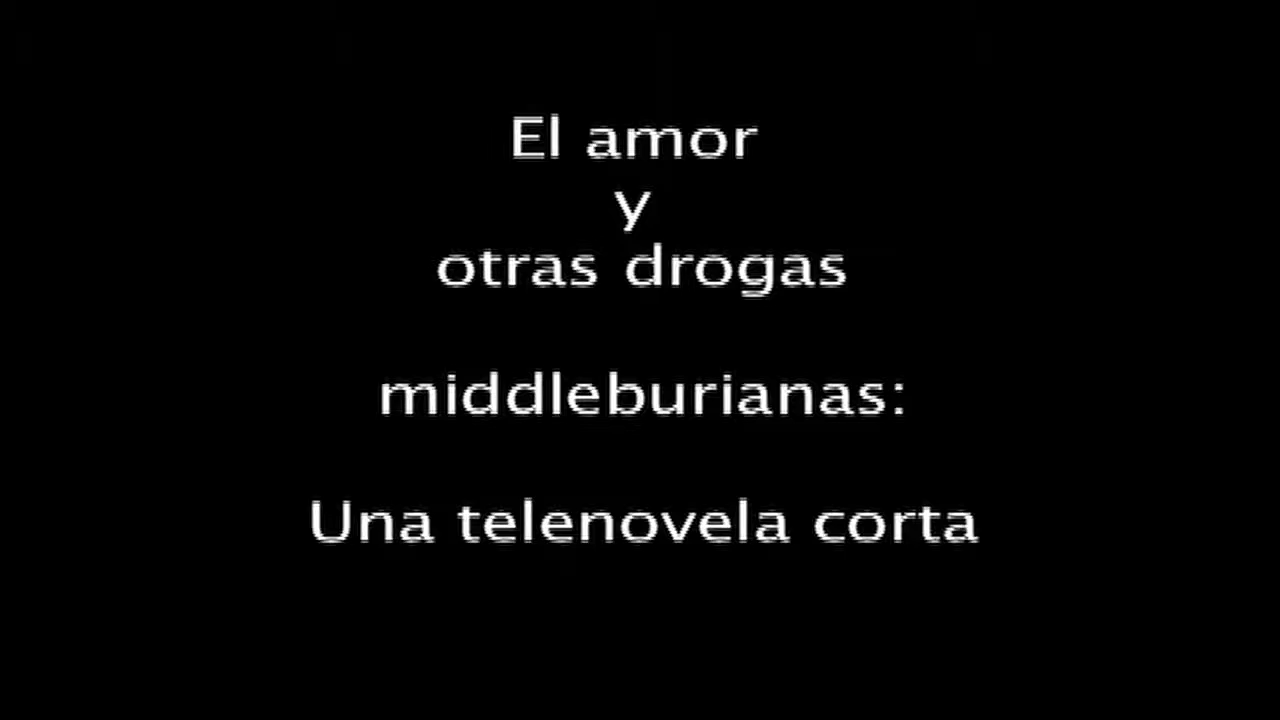 El amor
y
otras drogas
middleburianas:
Una telenovela corta